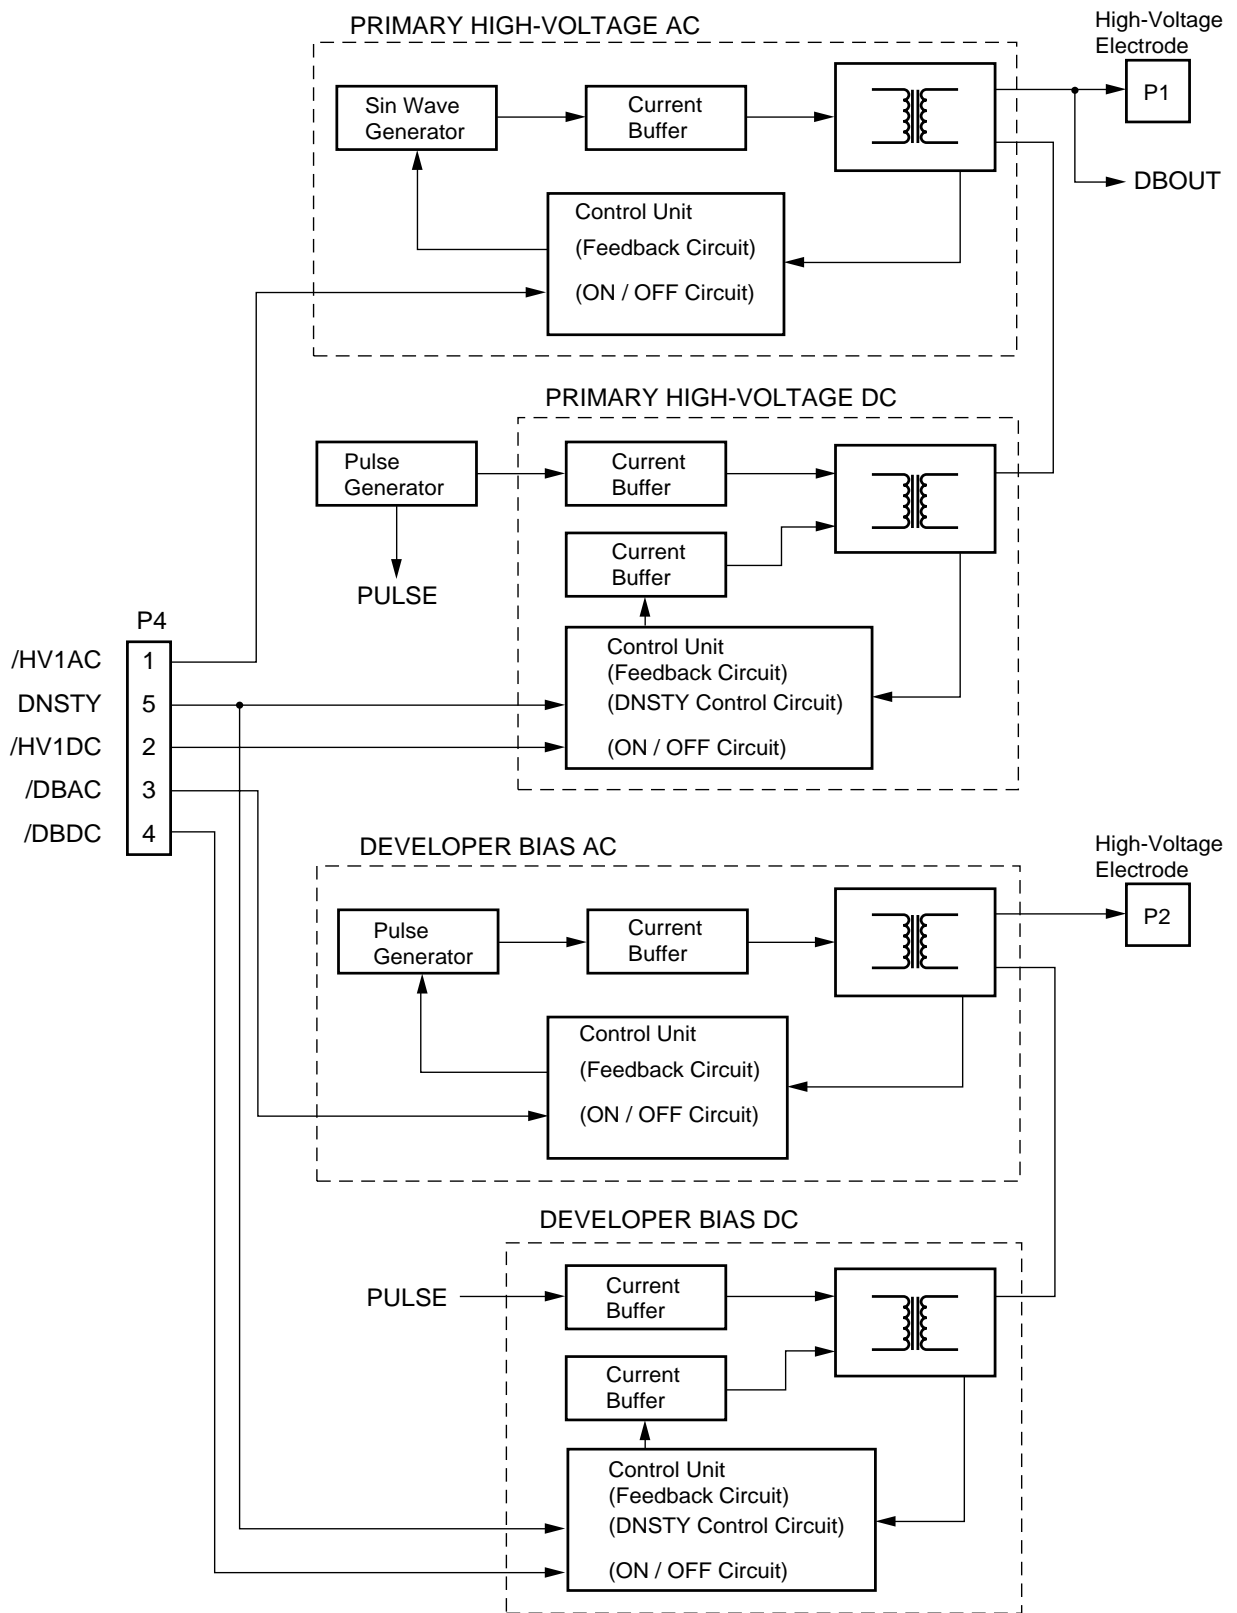 PRIMARY HIGH-VOLTAGE AC
High-Voltage
Electrode
Sin Wave
Generator
Current
Buffer
P1
DBOUT
Control Unit
(Feedback Circuit)
(ON / OFF Circuit)
PRIMARY HIGH-VOLTAGE DC
Pulse
Generator
Current
Buffer
Current
Buffer
PULSE
Control Unit
(Feedback Circuit)
(DNSTY Control Circuit)
(ON / OFF Circuit)
P4
/HV1AC 1
DNSTY 5
/HV1DC 2
/DBAC 3
/DBDC 4
DEVELOPER BIAS AC
High-Voltage
Electrode
Pulse
Generator
Current
Buffer
P2
Control Unit
(Feedback Circuit)
(ON / OFF Circuit)
DEVELOPER BIAS DC
PULSE
Current
Buffer
Current
Buffer
Control Unit
(Feedback Circuit)
(DNSTY Control Circuit)
(ON / OFF Circuit)